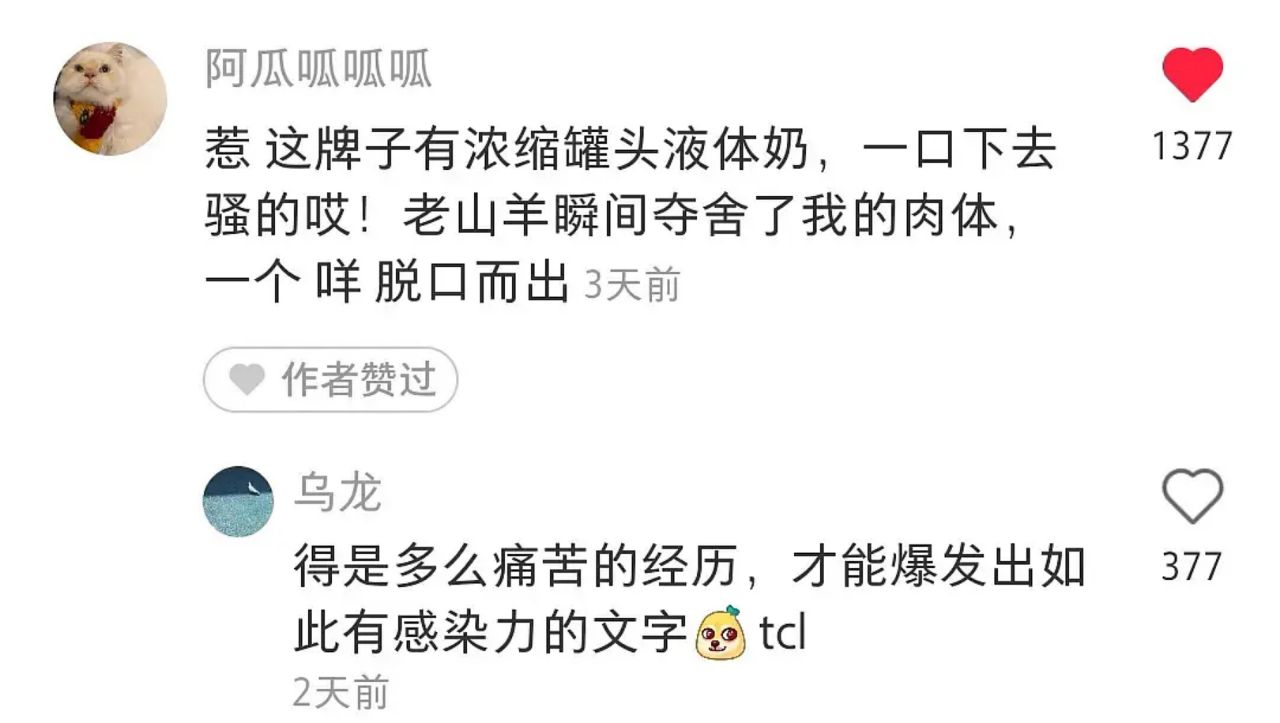 阿瓜呱呱呱
惹 这牌子有浓缩罐头液体奶，一口下去
1377
骚的哎！老山羊瞬间夺舍了我的肉体，
一个 咩 脱口而出 3天前
作者赞过
乌龙
得是多么痛苦的经历，才能爆发出如
377
此有感染力的文字 tcl
2天前